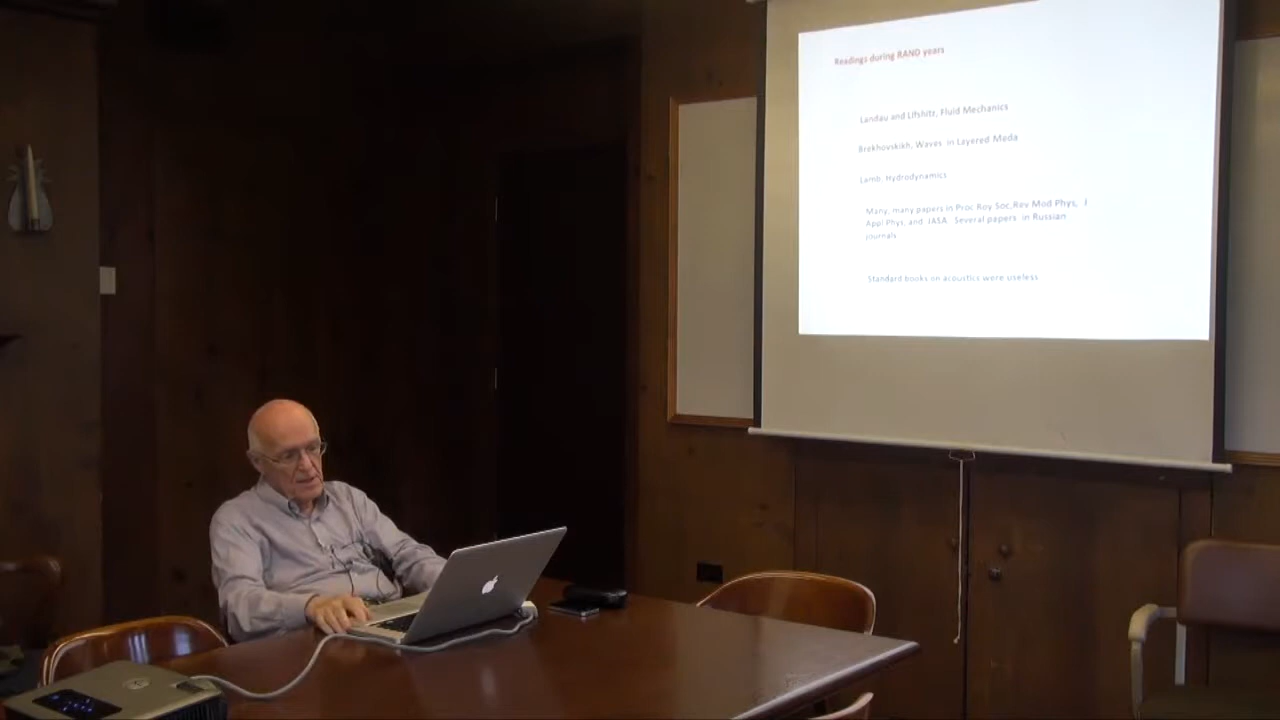 Readings during RAND years
Landau and Lifshitz, Fluid Mechanics
Brekhovskikh, Waves in Layered Meda
Lamb, Hydrodynamics
Many, many papers in Proc Roy Soc, Rev Mod Phys, J
Appl Phys, and JASA. Several papers in Russian
journals
Standard books on acoustics were useless